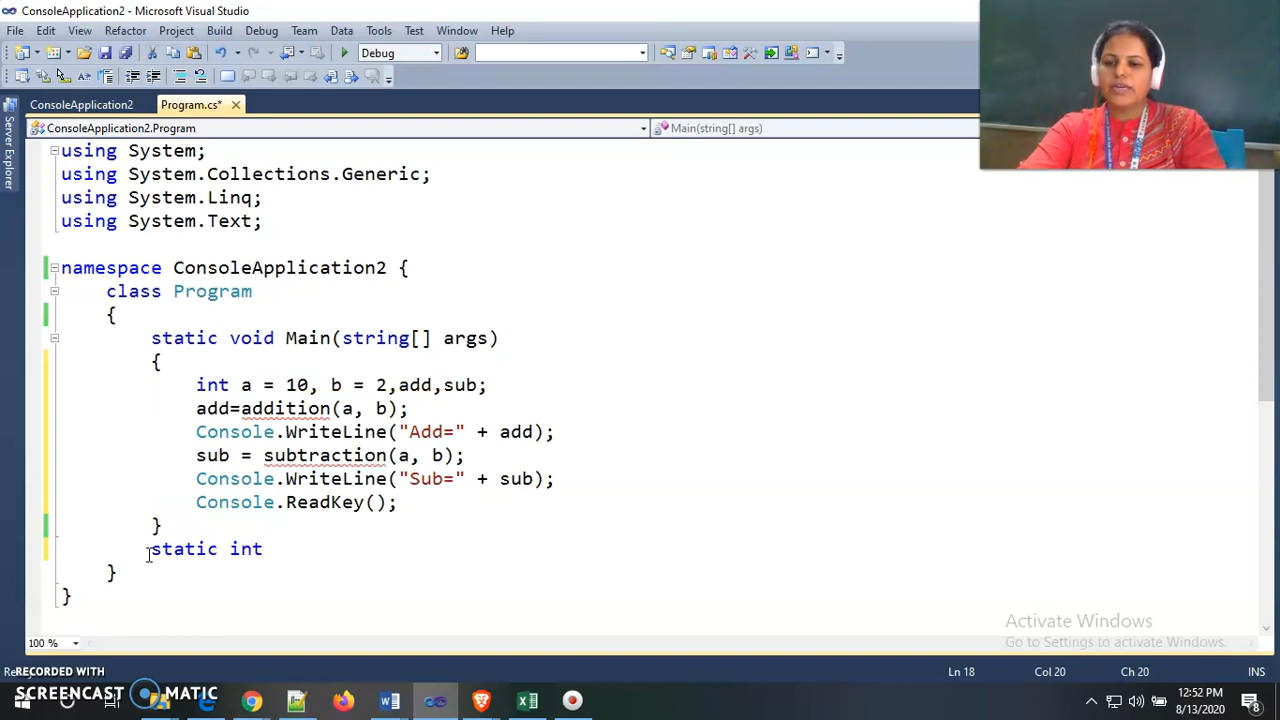 ConsoleApplication2 - Microsoft Visual Studio
File Edit View Refactor Project Build Debug Team Data Tools Test Window Help
Debug
ConsoleApplication2 Program.cs*
ConsoleApplication2.Program Main(string[] args)
Server Explorer
using System;
using System.Collections.Generic;
using System.Linq;
using System.Text;
namespace ConsoleApplication2 {
class Program
{
static void Main(string[] args)
{
int a = 10, b = 2,add,sub;
add=addition(a, b);
Console.WriteLine("Add=" + add);
sub = subtraction(a, b);
Console.WriteLine("Sub=" + sub);
Console.ReadKey();
}
static int
}
}
Activate Windows
Go to Settings to activate Windows.
100 %
RECORDED WITH
Ln 18 Col 20 Ch 20 INS
SCREENCAST MATIC
12:52 PM
8/13/2020
8